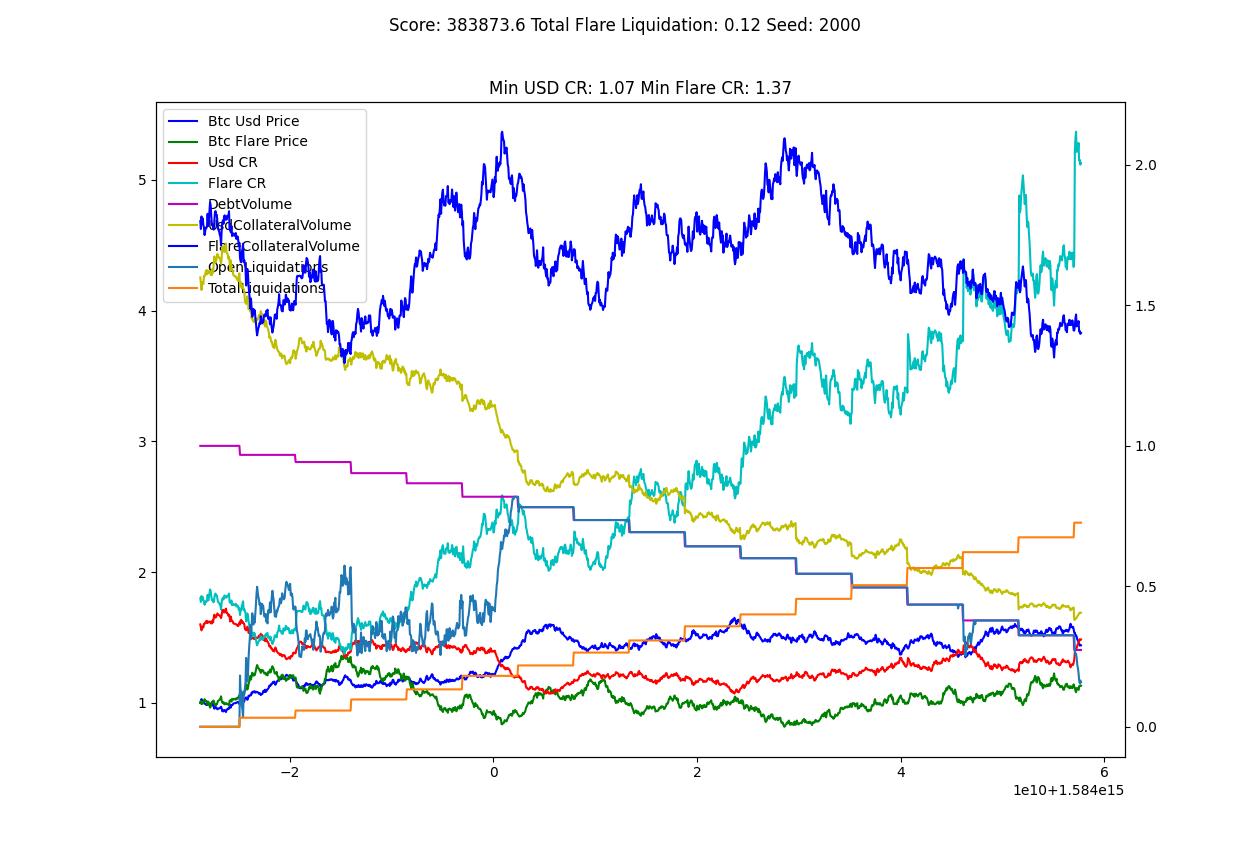 Score: 383873.6 Total Flare Liquidation: 0.12 Seed: 2000
Min USD CR: 1.07 Min Flare CR: 1.37
Btc Usd Price
Btc Flare Price
Usd CR
Flare CR
DebtVolume
UsdCollateralVolume
FlareCollateralVolume
OpenLiquidations
TotalLiquidations
5
4
3
2
1
2.0
1.5
1.0
0.5
0.0
−2
0
2
4
6
1e10+1.584e15